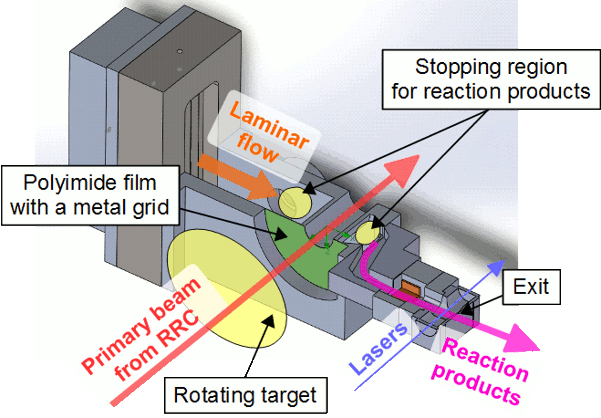 Stopping region
for reaction products
Laminar
flow
Polyimide film
with a metal grid
Exit
Primary beam
from RRC
Lasers
Reaction
products
Rotating target